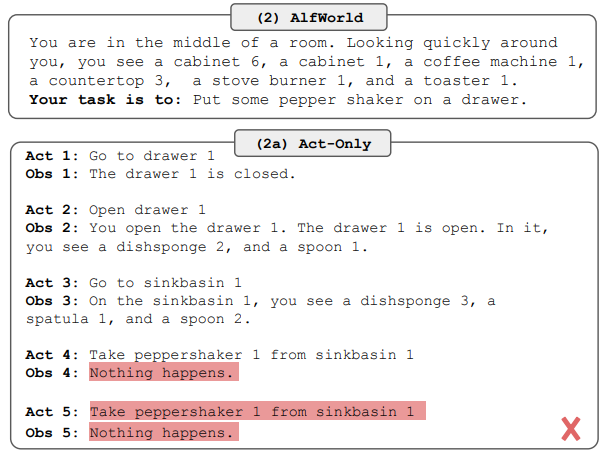 (2) AlfWorld
You are in the middle of a room. Looking quickly around
you, you see a cabinet 6, a cabinet 1, a coffee machine 1,
a countertop 3, a stove burner 1, and a toaster 1.
Your task is to: Put some pepper shaker on a drawer.
(2a) Act-Only
Act 1: Go to drawer 1
Obs 1: The drawer 1 is closed.
Act 2: Open drawer 1
Obs 2: You open the drawer 1. The drawer 1 is open. In it,
you see a dishsponge 2, and a spoon 1.
Act 3: Go to sinkbasin 1
Obs 3: On the sinkbasin 1, you see a dishsponge 3, a
spatula 1, and a spoon 2.
Act 4: Take peppershaker 1 from sinkbasin 1
Obs 4: Nothing happens.
Act 5: Take peppershaker 1 from sinkbasin 1
Obs 5: Nothing happens.